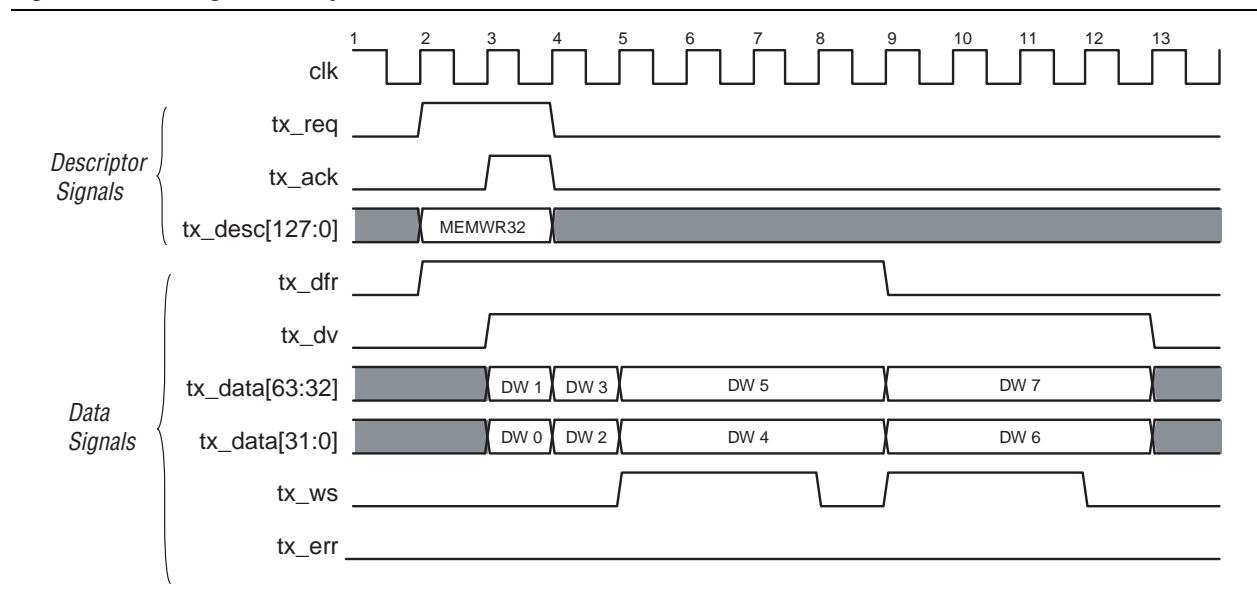 1 2 3 4 5 6 7 8 9 10 11 12 13
clk
tx_req
Descriptor
Signals
tx_ack
tx_desc[127:0] MEMWR32
tx_dfr
tx_dv
tx_data[63:32] DW 1 DW 3 DW 5 DW 7
Data
Signals
tx_data[31:0] DW 0 DW 2 DW 4 DW 6
tx_ws
tx_err